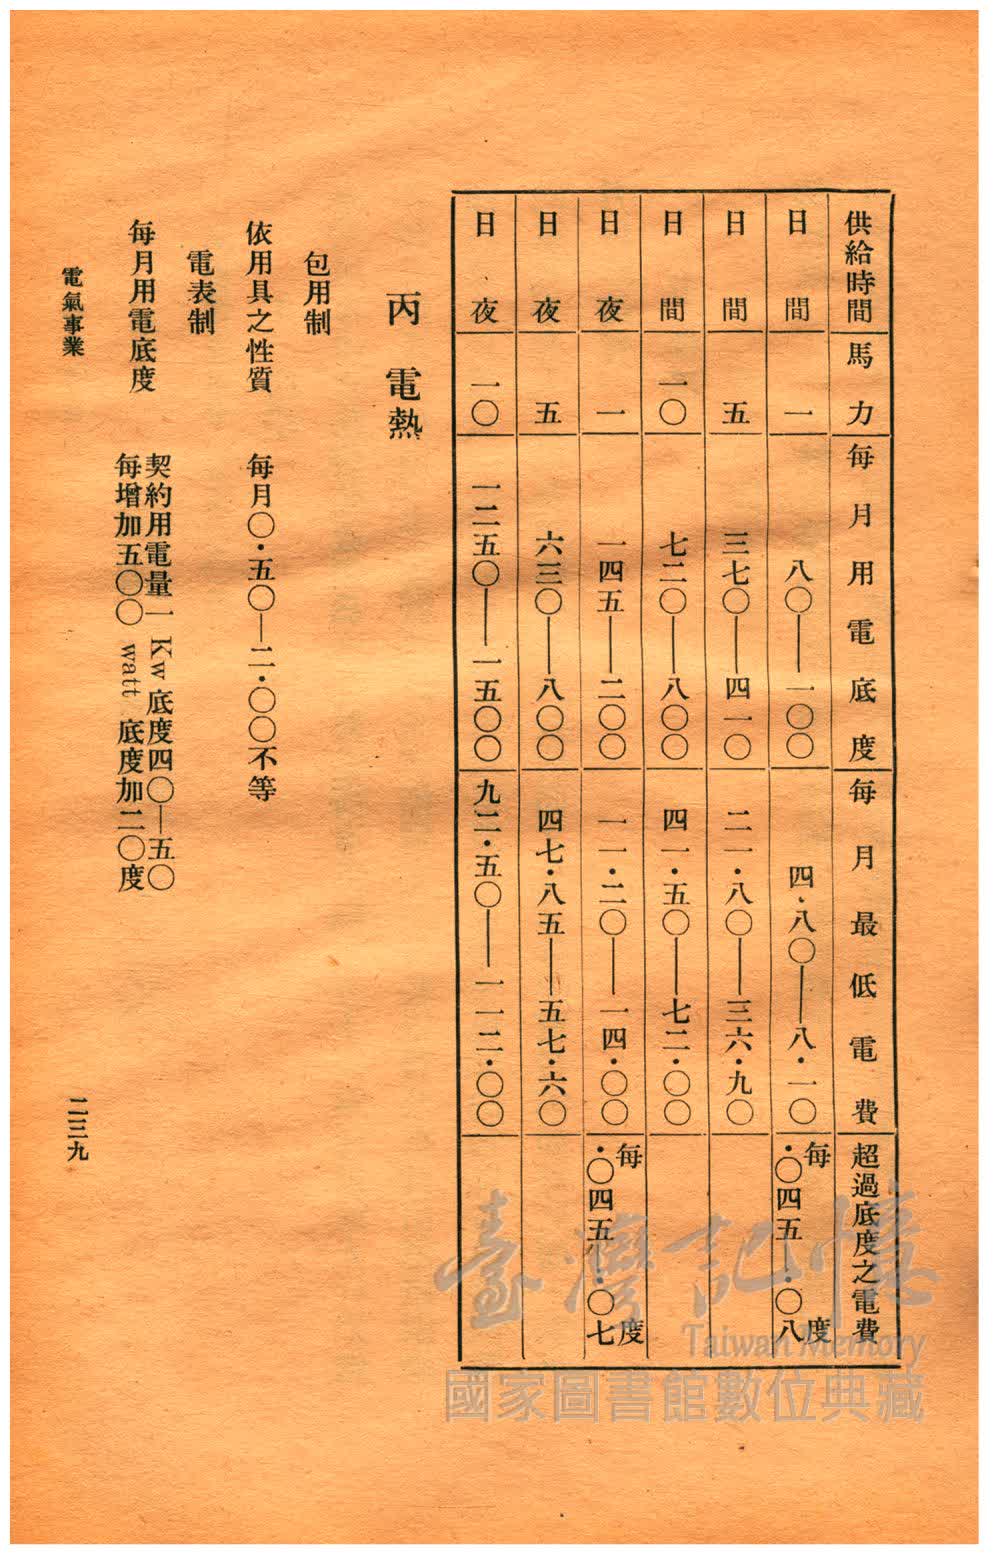 供給時間 馬力 每月用電底度 每月最低電費 超過底度之電費
日間 一 八〇——一〇〇 四·八〇——八·一〇 每度 ·〇四五—·〇八
日間 五 三七〇——四一〇 二一·八〇——三六·九〇
日間 一〇 七二〇——八〇〇 四一·五〇——七二·〇〇
日夜 一 一四五——二〇〇 一一·二〇——一四·〇〇 每度 ·〇四五—·〇七
日夜 五 六三〇——八〇〇 四七·八五——五七·六〇
日夜 一〇 一二五〇——一五〇〇 九二·五〇——一一二·〇〇
丙 電熱
包用制
依用具之性質 每月〇·五〇—二·〇〇不等
電表制
每月用電底度 契約用電量一 Kw 底度四〇—五〇
每增加五〇〇 watt 底度加二〇度
電氣事業
二三九
臺灣記憶
Taiwan Memory
國家圖書館數位典藏